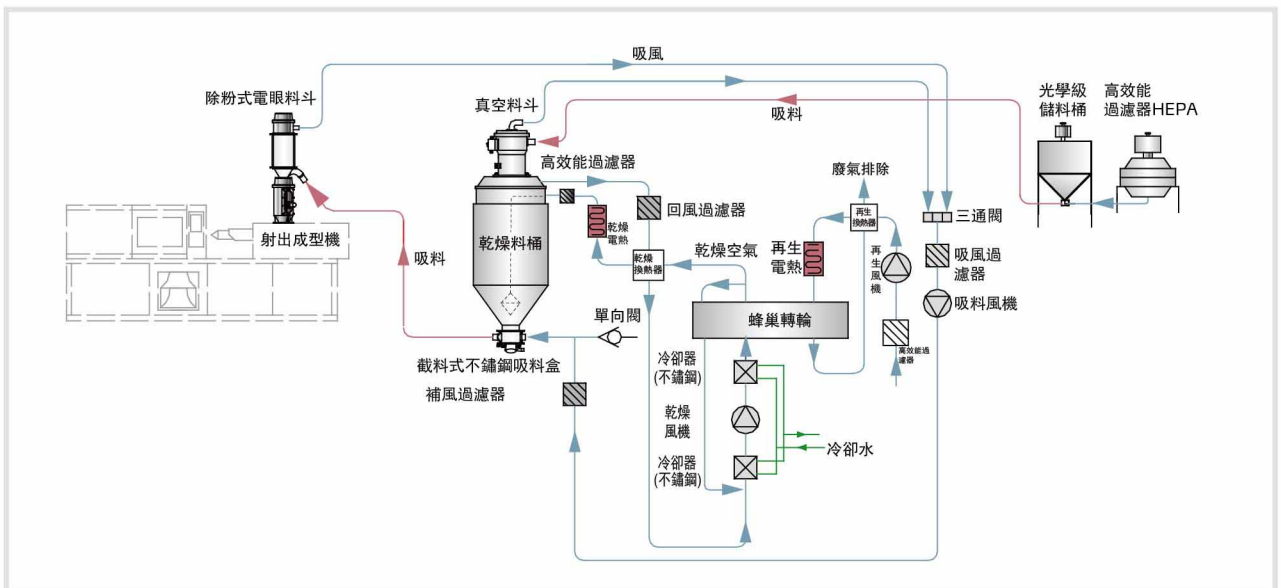 吸風
除粉式電眼料斗
真空料斗
吸料
光學級
儲料桶
高效能
過濾器HEPA
高效能過濾器
廢氣排除
回風過濾器
再生
換熱器
三通閥
射出成型機
乾燥料桶
乾燥
電熱
乾燥空氣
再生
電熱
再生風機
吸風過
濾器
吸料
乾燥
換熱器
吸料風機
單向閥
蜂巢轉輪
高效能過
濾器
截料式不鏽鋼吸料盒
冷卻器
(不鏽鋼)
補風過濾器
乾燥
風機
冷卻水
冷卻器
(不鏽鋼)